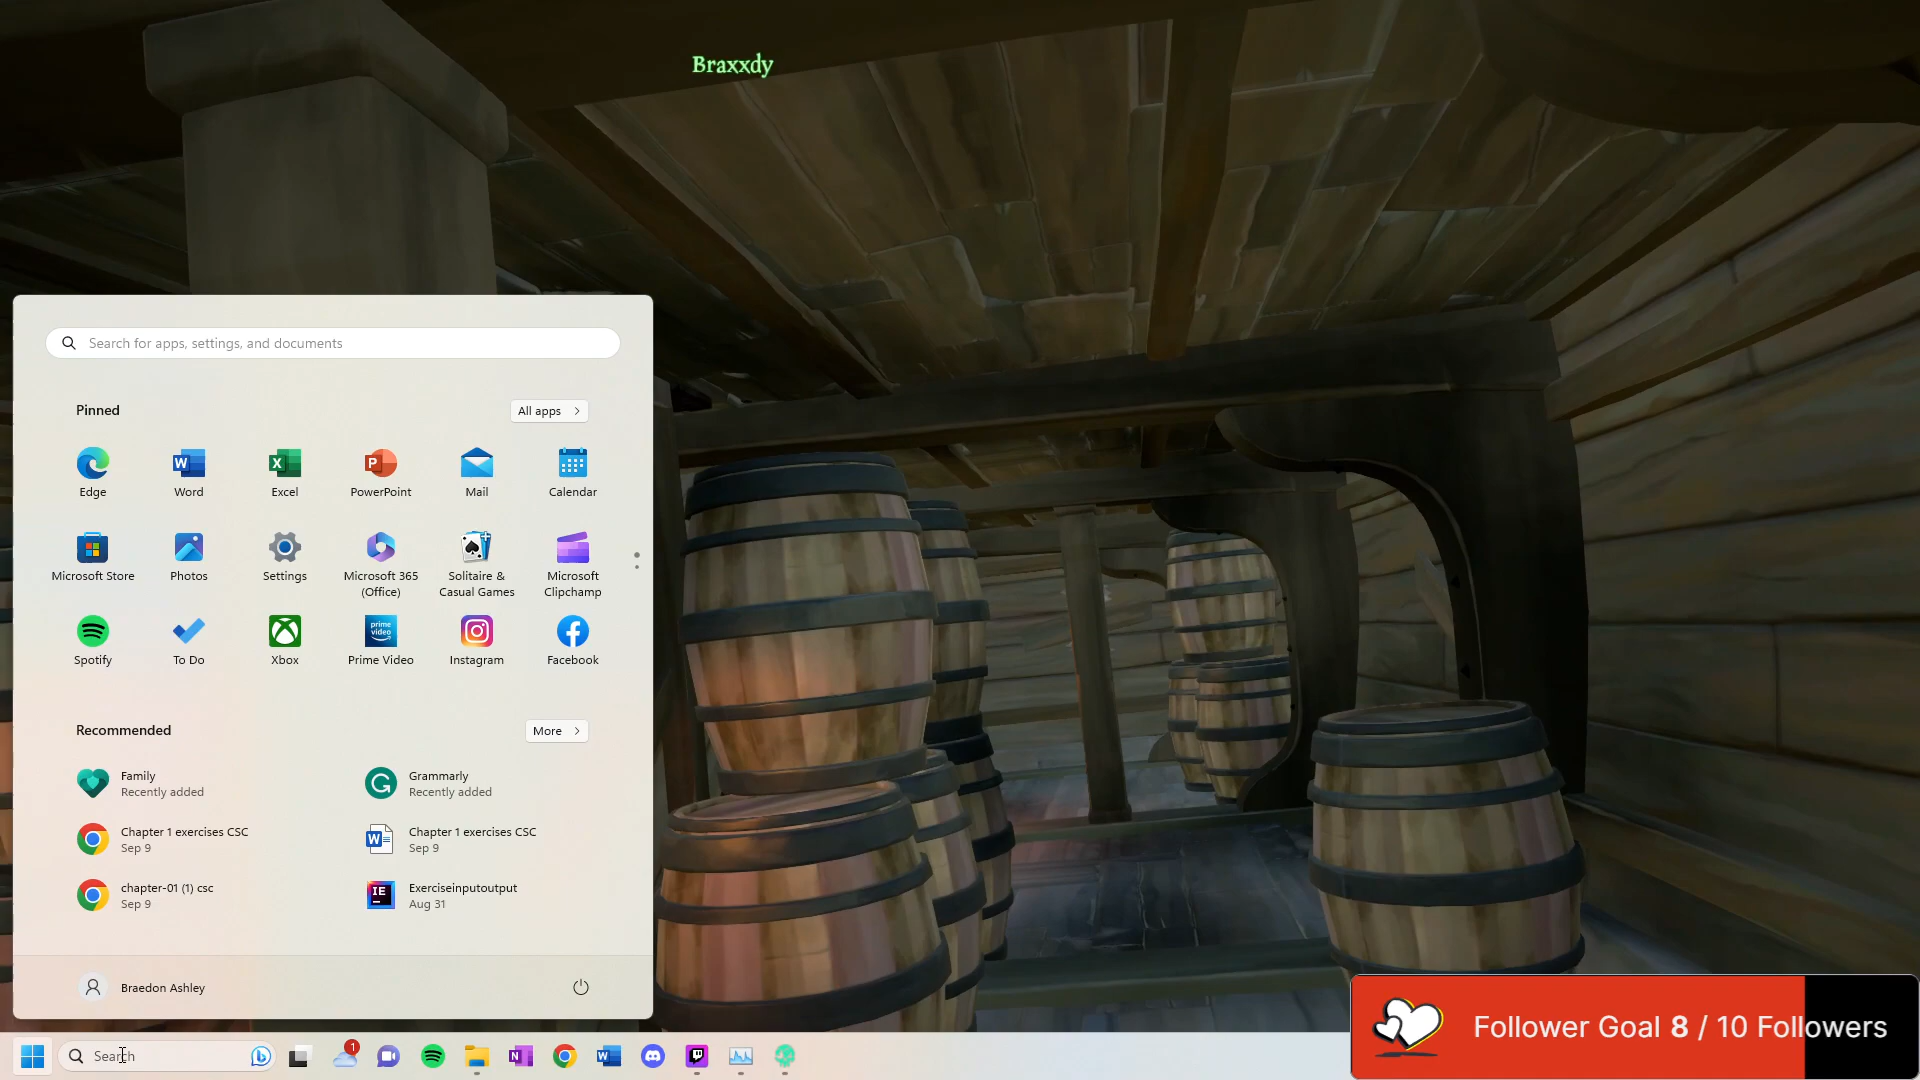 Braxxdy
Search for apps, settings, and documents
Pinned
All apps
Edge
Word
Excel
PowerPoint
Mail
Calendar
Microsoft Store
Photos
Settings
Microsoft 365
(Office)
Solitaire &
Casual Games
Microsoft
Clipchamp
prime
video
Spotify
To Do
Xbox
Prime Video
Instagram
Facebook
Recommended
More
Family
Recently added
Grammarly
Recently added
Chapter 1 exercises CSC
Sep 9
Chapter 1 exercises CSC
Sep 9
chapter-01 (1) csc
Sep 9
Exerciseinputoutput
Aug 31
Braedon Ashley
Search
1
Follower Goal 8 / 10 Followers